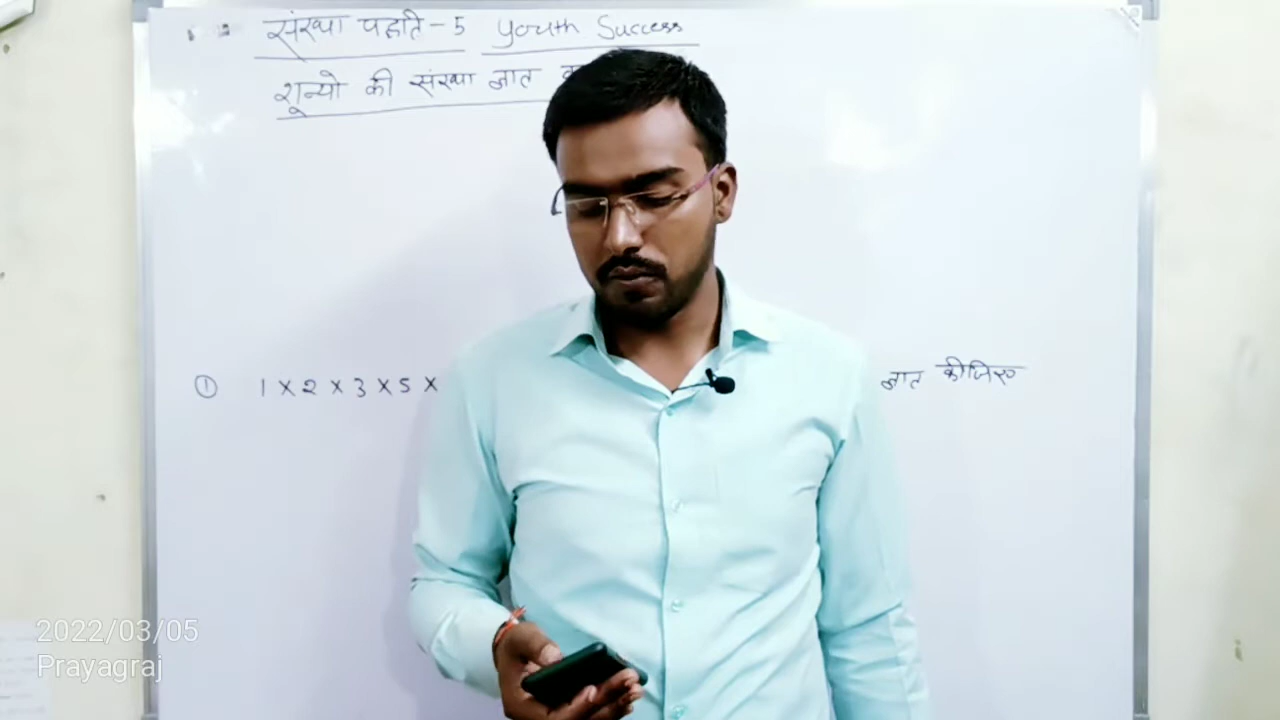 संख्या पद्धति - 5 Youth Success
शून्यो की संख्या ज्ञात
① 1 × 2 × 3 × 5 ×
ज्ञात कीजिए
2022/03/05
Prayagraj